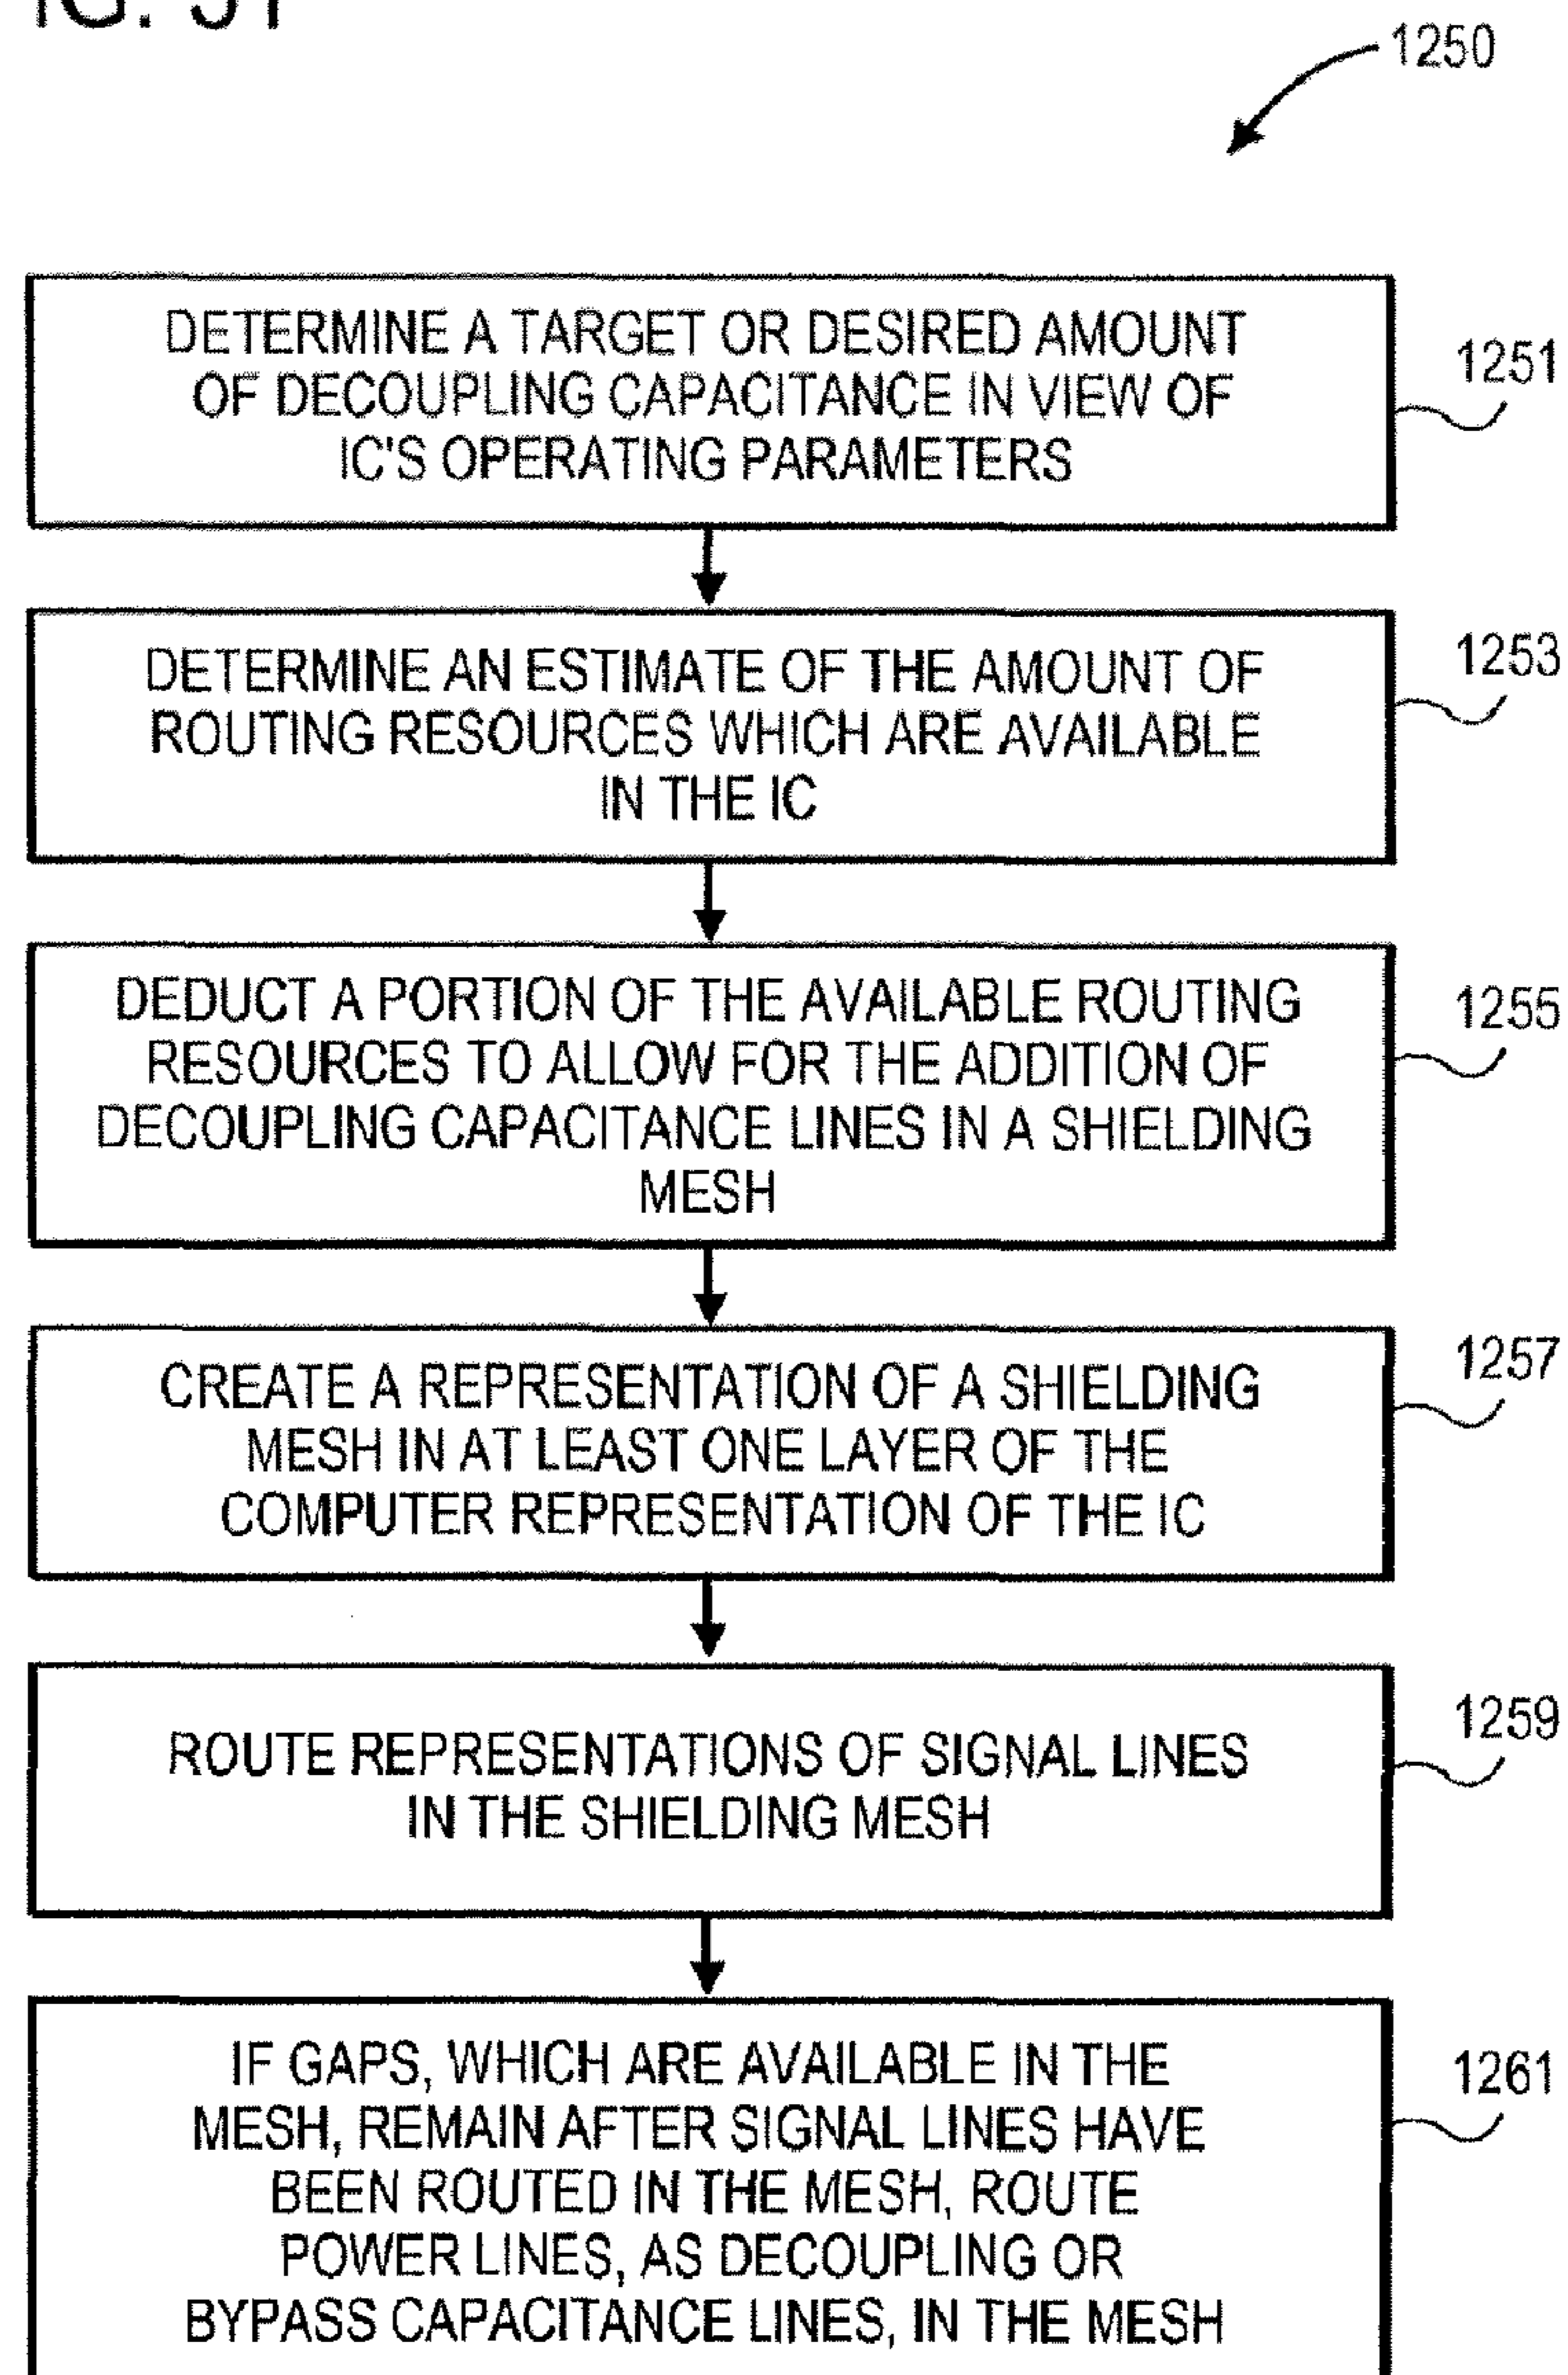 FIG. 51
1250
DETERMINE A TARGET OR DESIRED AMOUNT
OF DECOUPLING CAPACITANCE IN VIEW OF
IC'S OPERATING PARAMETERS
1251
DETERMINE AN ESTIMATE OF THE AMOUNT OF
ROUTING RESOURCES WHICH ARE AVAILABLE
IN THE IC
1253
DEDUCT A PORTION OF THE AVAILABLE ROUTING
RESOURCES TO ALLOW FOR THE ADDITION OF
DECOUPLING CAPACITANCE LINES IN A SHIELDING
MESH
1255
CREATE A REPRESENTATION OF A SHIELDING
MESH IN AT LEAST ONE LAYER OF THE
COMPUTER REPRESENTATION OF THE IC
1257
ROUTE REPRESENTATIONS OF SIGNAL LINES
IN THE SHIELDING MESH
1259
IF GAPS, WHICH ARE AVAILABLE IN THE
MESH, REMAIN AFTER SIGNAL LINES HAVE
BEEN ROUTED IN THE MESH, ROUTE
POWER LINES, AS DECOUPLING OR
BYPASS CAPACITANCE LINES, IN THE MESH
1261